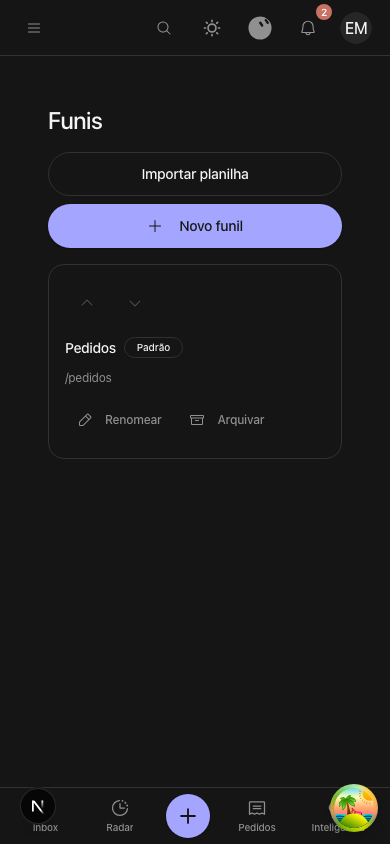 2
EM
Funis
Importar planilha
Novo funil
Pedidos Padrão
/pedidos
Renomear Arquivar
N
Inbox Radar Pedidos